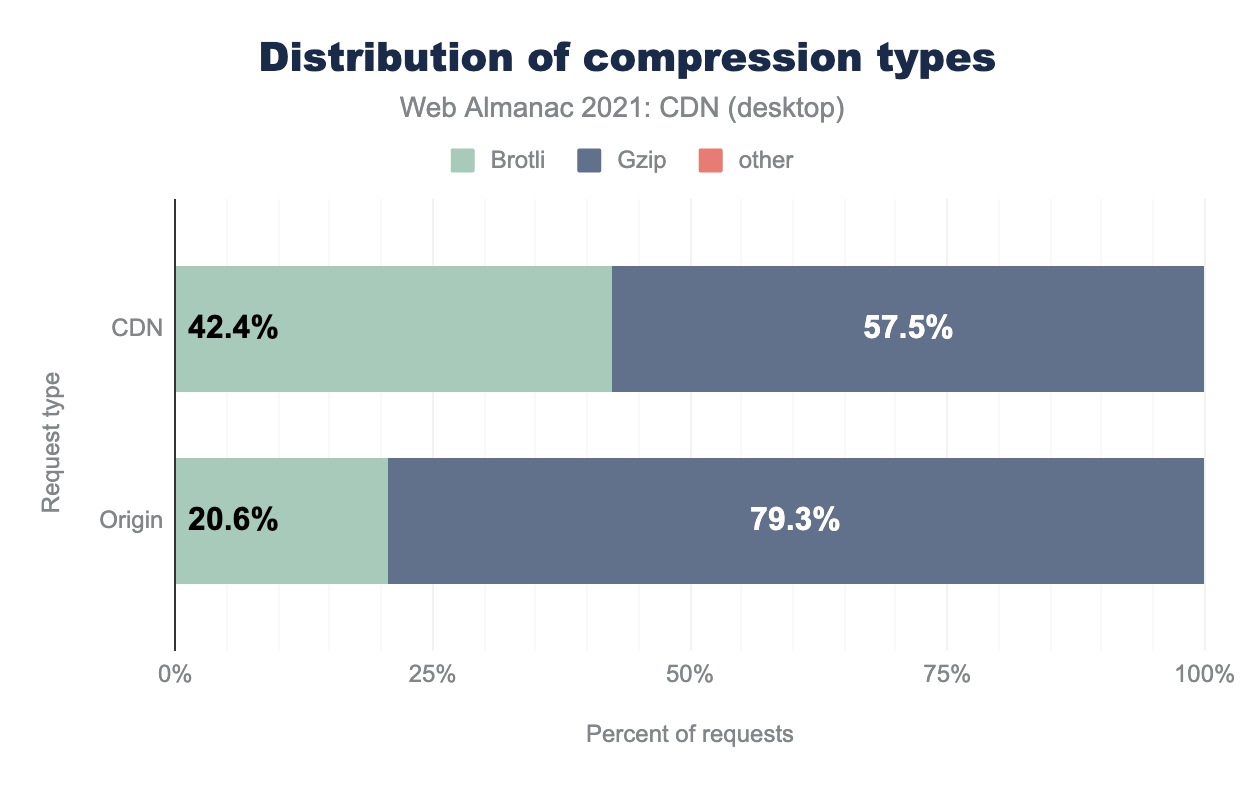 Distribution of compression types
Web Almanac 2021: CDN (desktop)
Brotli Gzip other
CDN 42.4% 57.5%
Request type
Origin 20.6% 79.3%
0% 25% 50% 75% 100%
Percent of requests